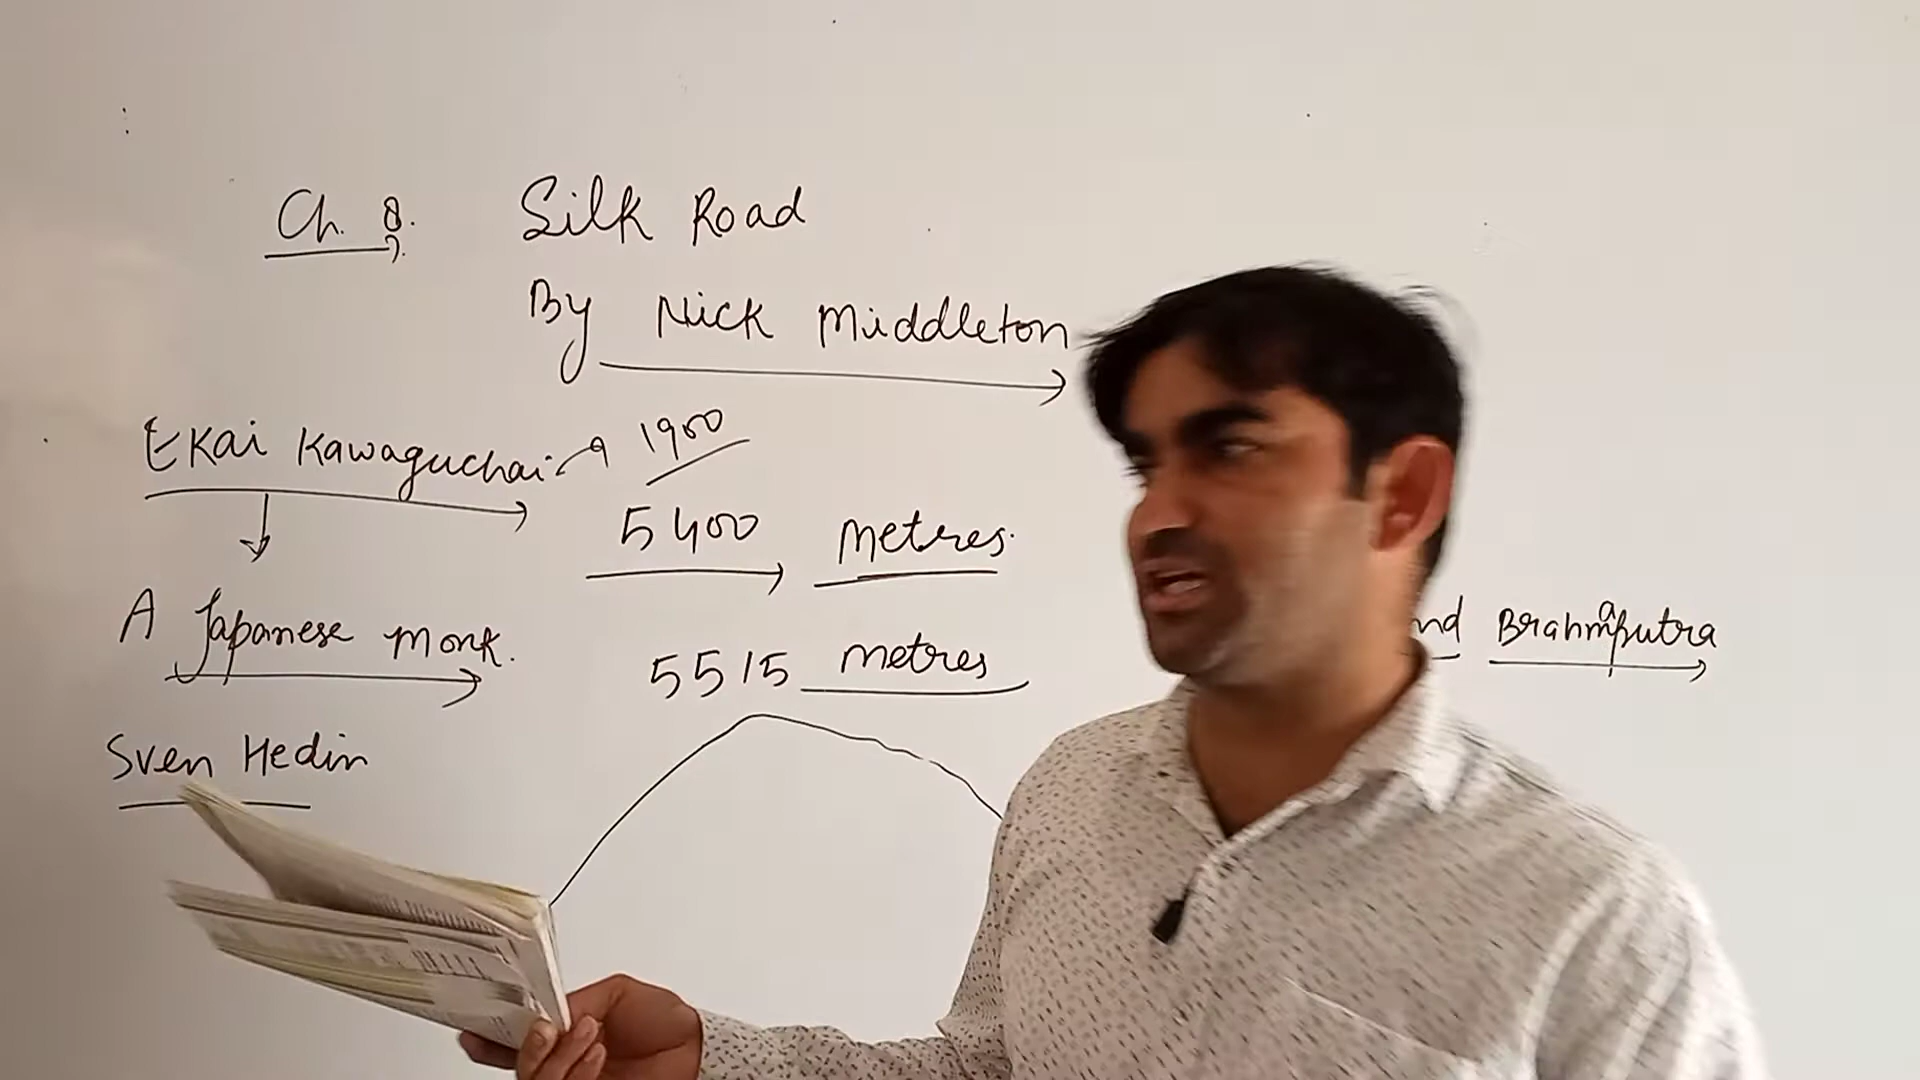 Ch. 8. Silk Road
By Nick Middleton
Ekai Kawaguchai 1900
5400 metres.
A Japanese monk.
5515 metres
Brahmaputra
Sven Hedin